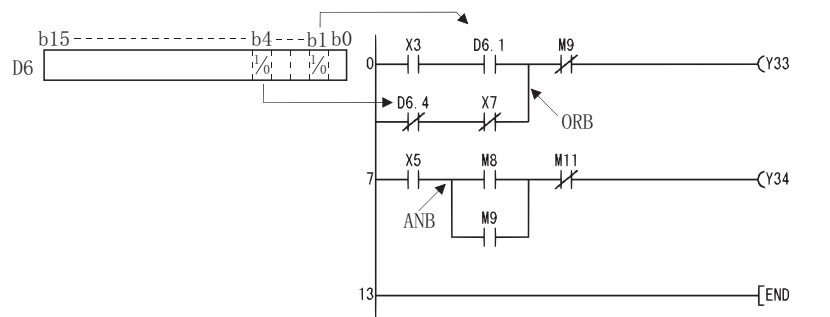 b15 b4 b1 b0
D6 1/0 1/0
X3 D6.1 M9
0 Y33
D6.4 X7
ORB
X5 M8 M11
7 Y34
ANB M9
13 END